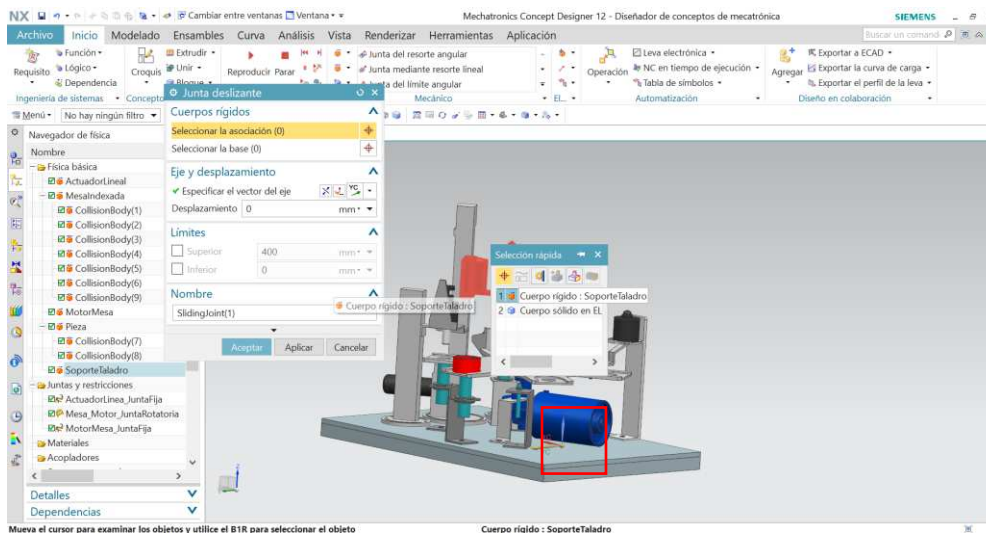 NX Cambiar entre ventanas Ventana Mechatronics Concept Designer 12 - Diseñador de conceptos de mecatrónica SIEMENS
Archivo Inicio Modelado Ensambles Curva Análisis Vista Renderizar Herramientas Aplicación Buscar un comand
Función Extrudir Junta del resorte angular Leva electrónica Exportar a ECAD
Requisito Lógico Croquis Unir Reproducir Parar Junta mediante resorte lineal Operación NC en tiempo de ejecución Agregar Exportar la curva de carga
Dependencia Bloque ta del límite angular Tabla de símbolos Exportar el perfil de la leva
Ingeniería de sistemas Concepto Mecánico EL... Automatización Diseño en colaboración
Menú No hay ningún filtro
Junta deslizante
Cuerpos rígidos
Seleccionar la asociación (0)
Seleccionar la base (0)
Eje y desplazamiento
Especificar el vector del eje YC
Desplazamiento 0 mm
Límites
Superior 400 mm
Inferior 0 mm
Nombre
SlidingJoint(1)
Aceptar Aplicar Cancelar
Cuerpo rígido : SoporteTaladro
Navegador de física
Nombre
Física básica
ActuadorLineal
MesaIndexada
CollisionBody(1)
CollisionBody(2)
CollisionBody(3)
CollisionBody(4)
CollisionBody(5)
CollisionBody(6)
CollisionBody(9)
MotorMesa
Pieza
CollisionBody(7)
CollisionBody(8)
SoporteTaladro
Juntas y restricciones
ActuadorLinea_JuntaFija
Mesa_Motor_JuntaRotatoria
MotorMesa_JuntaFija
Materiales
Acopladores
Detalles
Dependencias
Selección rápida
1 Cuerpo rígido : SoporteTaladro
2 Cuerpo sólido en EL
Mueva el cursor para examinar los objetos y utilice el B1R para seleccionar el objeto Cuerpo rígido : SoporteTaladro